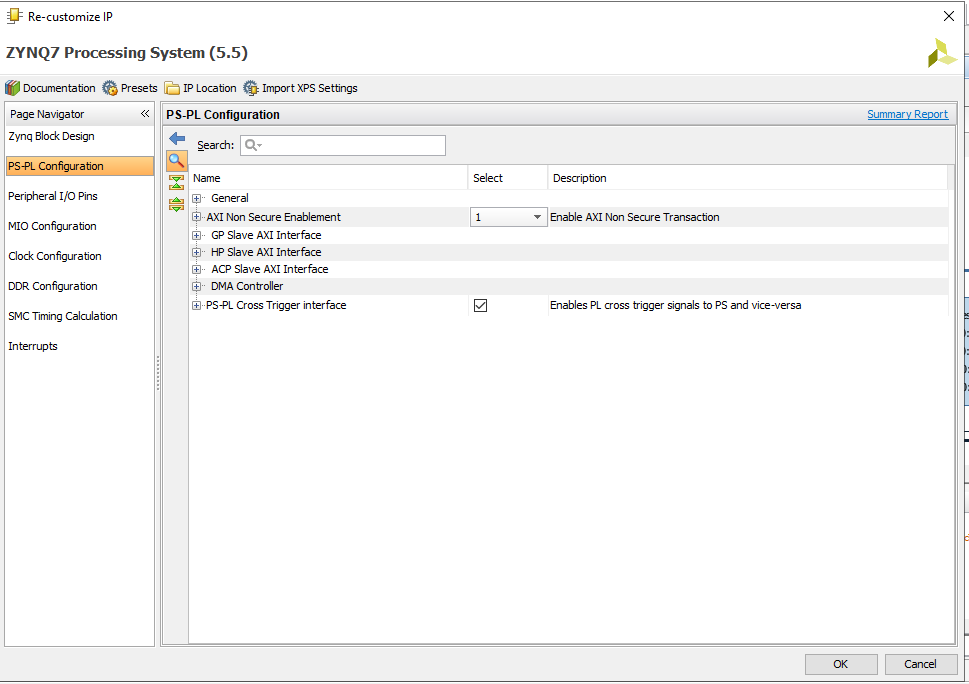 Re-customize IP
ZYNQ7 Processing System (5.5)
Documentation Presets IP Location Import XPS Settings
Page Navigator «
Zynq Block Design
PS-PL Configuration
Peripheral I/O Pins
MIO Configuration
Clock Configuration
DDR Configuration
SMC Timing Calculation
Interrupts
PS-PL Configuration Summary Report
Search:
Name Select Description
General
AXI Non Secure Enablement 1 Enable AXI Non Secure Transaction
GP Slave AXI Interface
HP Slave AXI Interface
ACP Slave AXI Interface
DMA Controller
PS-PL Cross Trigger interface Enables PL cross trigger signals to PS and vice-versa
OK Cancel